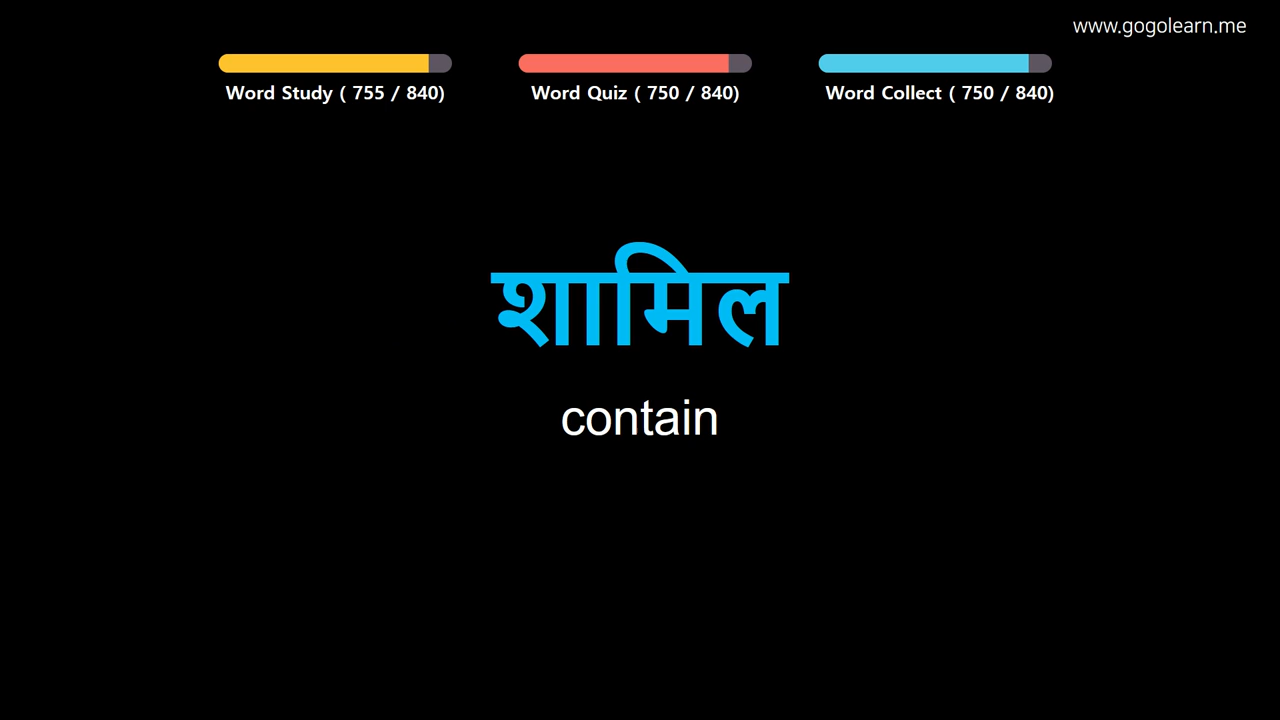 www.gogolearn.me
Word Study ( 755 / 840)
Word Quiz ( 750 / 840)
Word Collect ( 750 / 840)
शामिल
contain